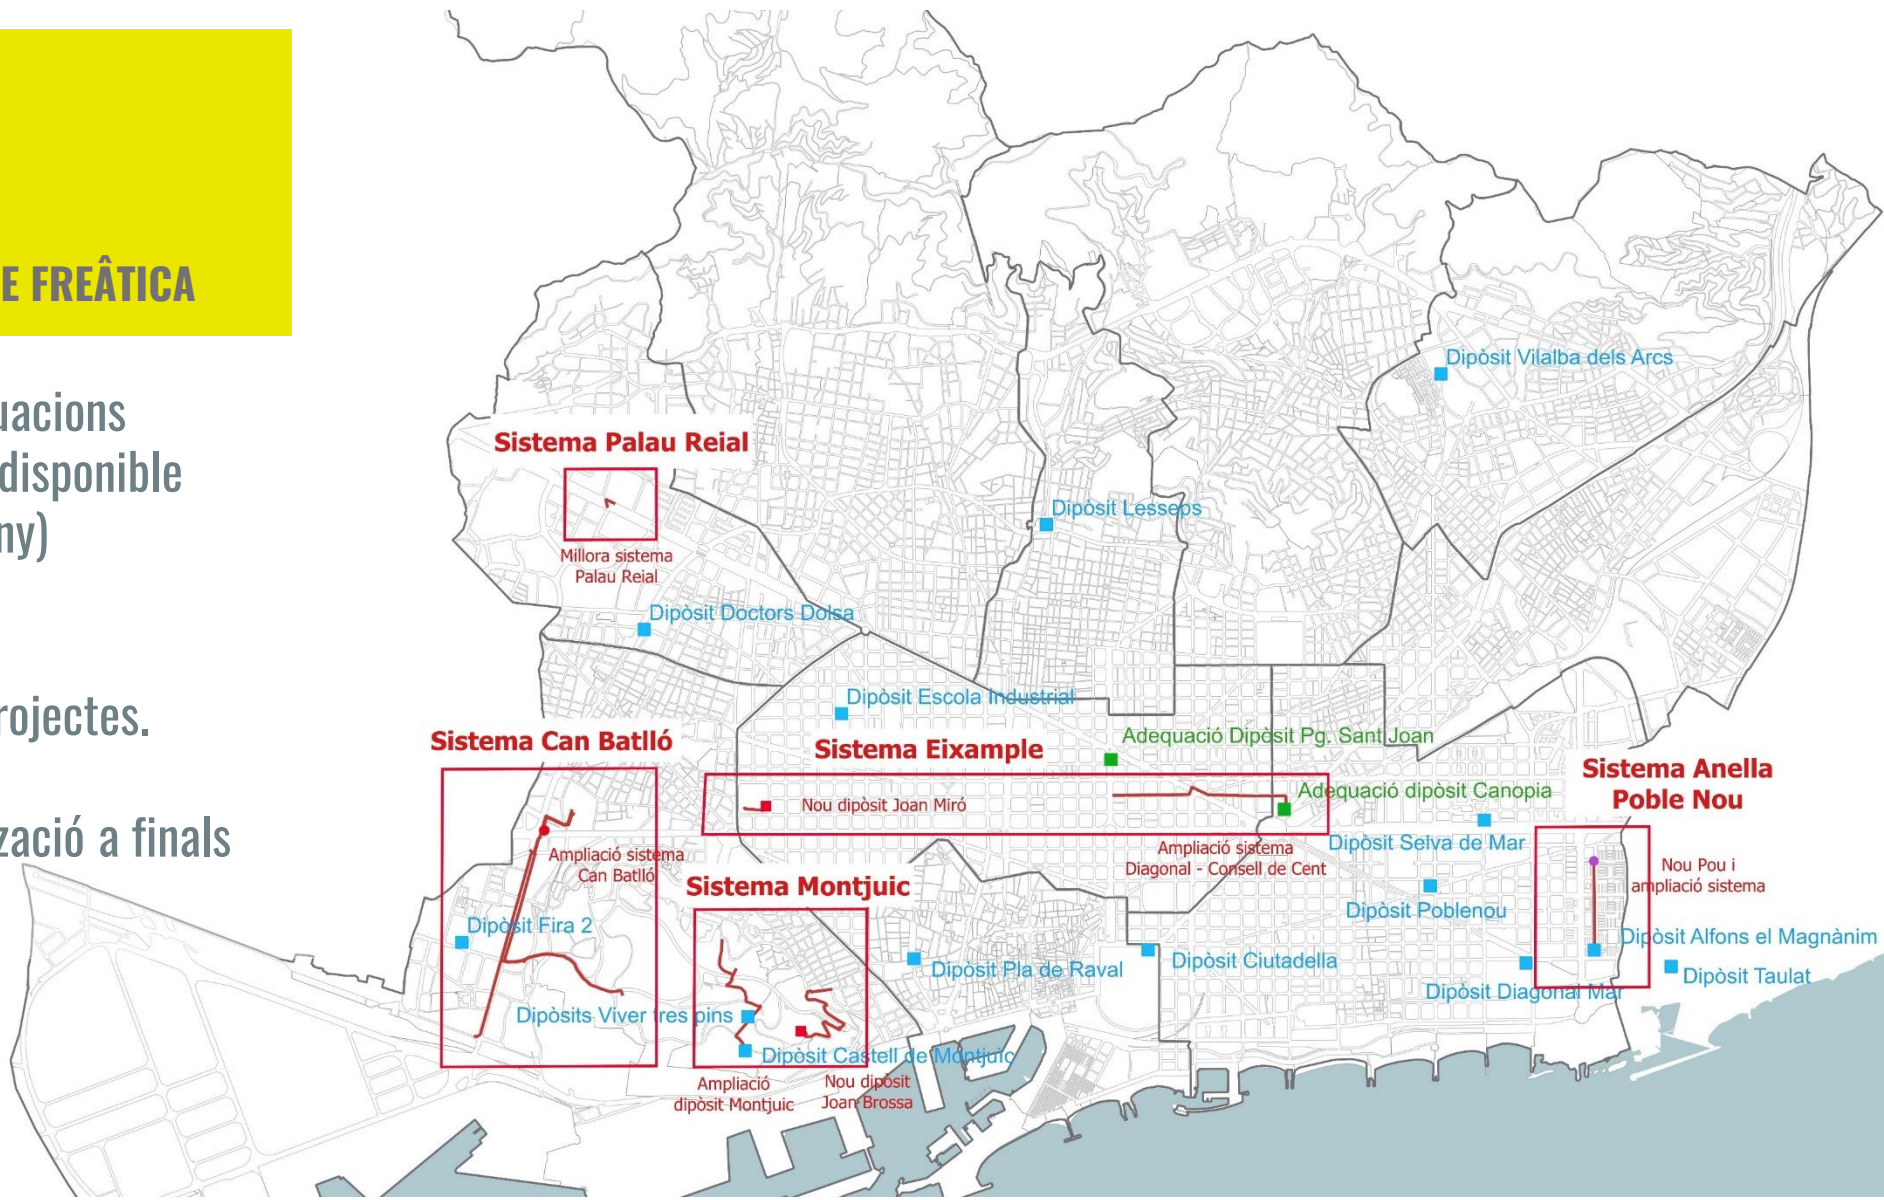 E FREÂTICA
uacions
disponible
ny)
rojectes.
zació a finals
Dipòsit Vilalba dels Arcs
Sistema Palau Reial
Millora sistema
Palau Reial
Dipòsit Lesseps
Dipòsit Doctors Dolsa
Dipòsit Escola Industrial
Sistema Can Batlló
Sistema Eixample
Adequació Dipòsit Pg. Sant Joan
Nou dipòsit Joan Miró
Adequació dipòsit Canopia
Sistema Anella
Poble Nou
Ampliació sistema
Can Batlló
Ampliació sistema
Diagonal - Consell de Cent
Dipòsit Selva de Mar
Nou Pou i
ampliació sistema
Sistema Montjuic
Dipòsit Fira 2
Dipòsit Poblenou
Dipòsit Alfons el Magnànim
Dipòsit Pla de Raval
Dipòsit Ciutadella
Dipòsit Taulat
Dipòsit Diagonal Mar
Dipòsits Viver tres pins
Dipòsit Castell de Montjuïc
Ampliació
dipòsit Montjuic
Nou dipòsit
Joan Brossa